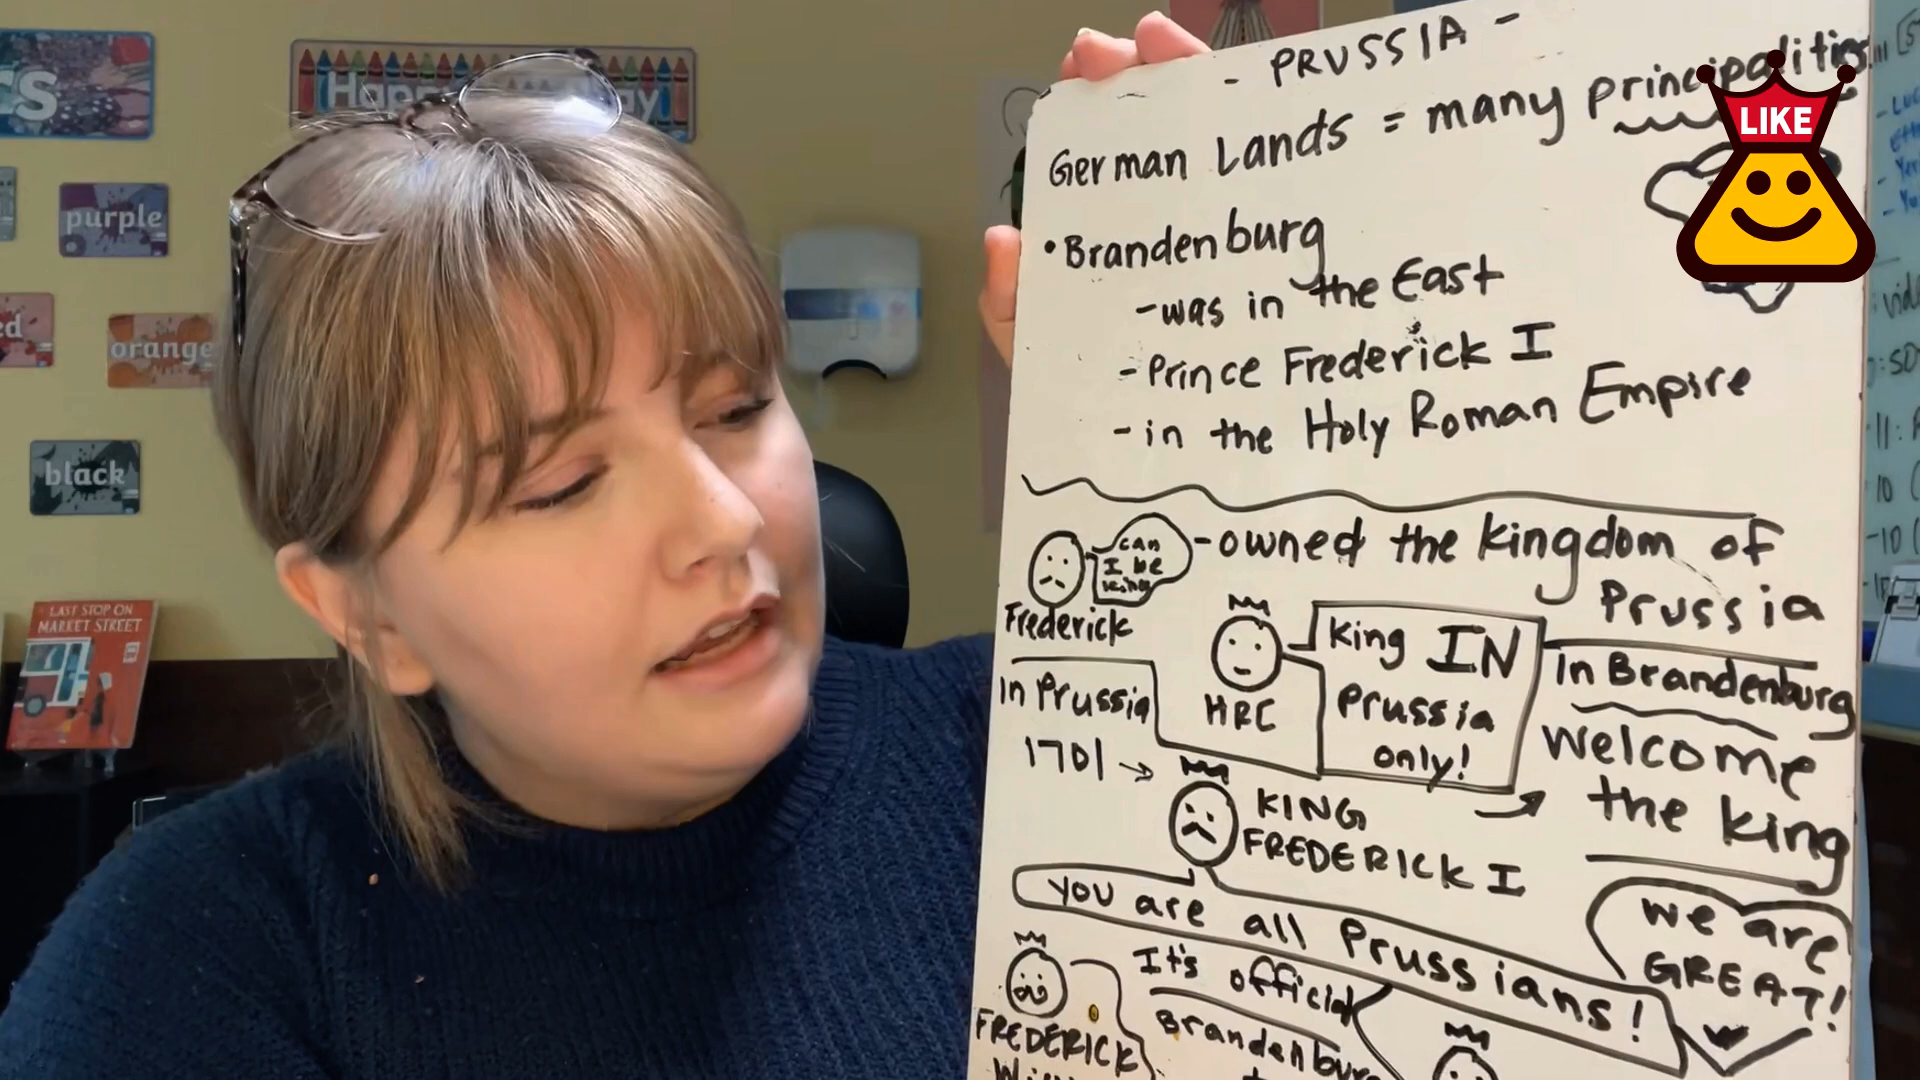 - PRUSSIA -
German Lands = many principalities
• Brandenburg
- was in the East
- Prince Frederick I
- in the Holy Roman Empire
can
I be
king
Frederick
- owned the kingdom of
Prussia
HRE
King IN
Prussia
only!
in Prussia
1701 →
in Brandenburg
Welcome
the king
KING
FREDERICK I
you are all Prussians!
we are
GREAT!
It's official
Brandenburg
FREDERICK
LIKE
purple
orange
black
Happy
LAST STOP ON
MARKET STREET